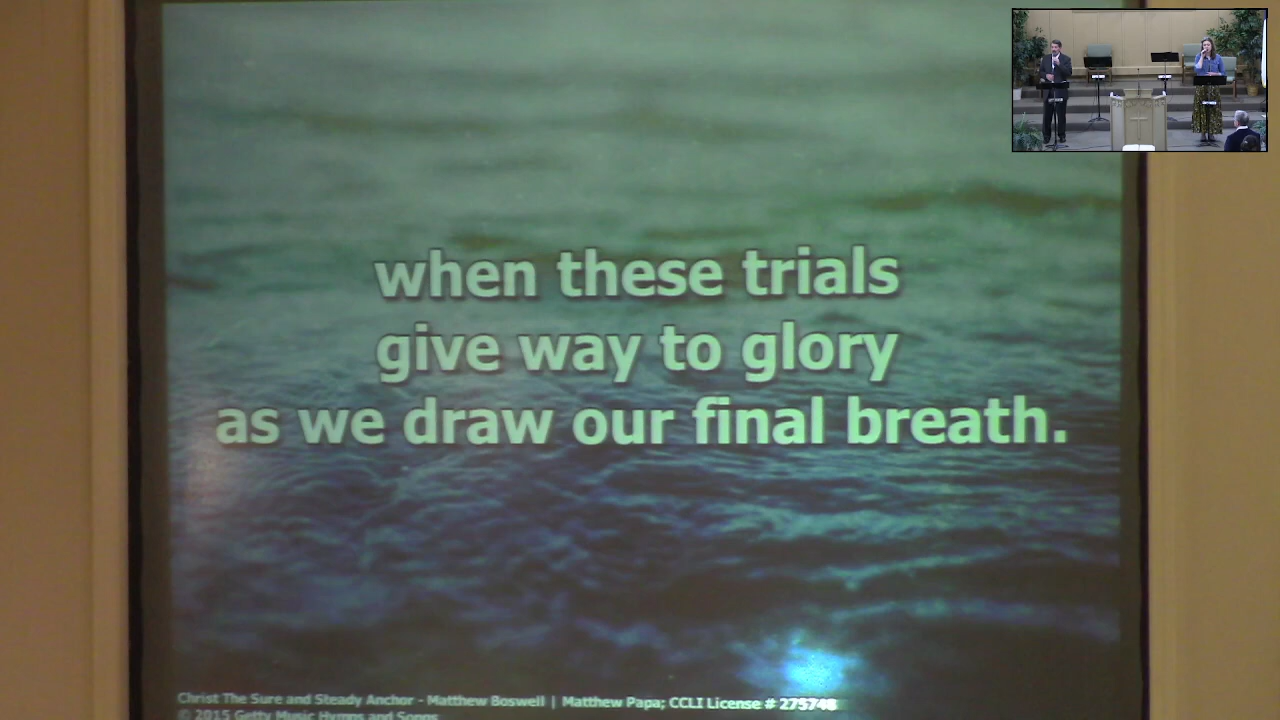 when these trials
give way to glory
as we draw our final breath.
Christ The Sure and Steady Anchor - Matthew Boswell | Matthew Papa; CCLI License # 275748
© 2015 Getty Music Hymns and Songs